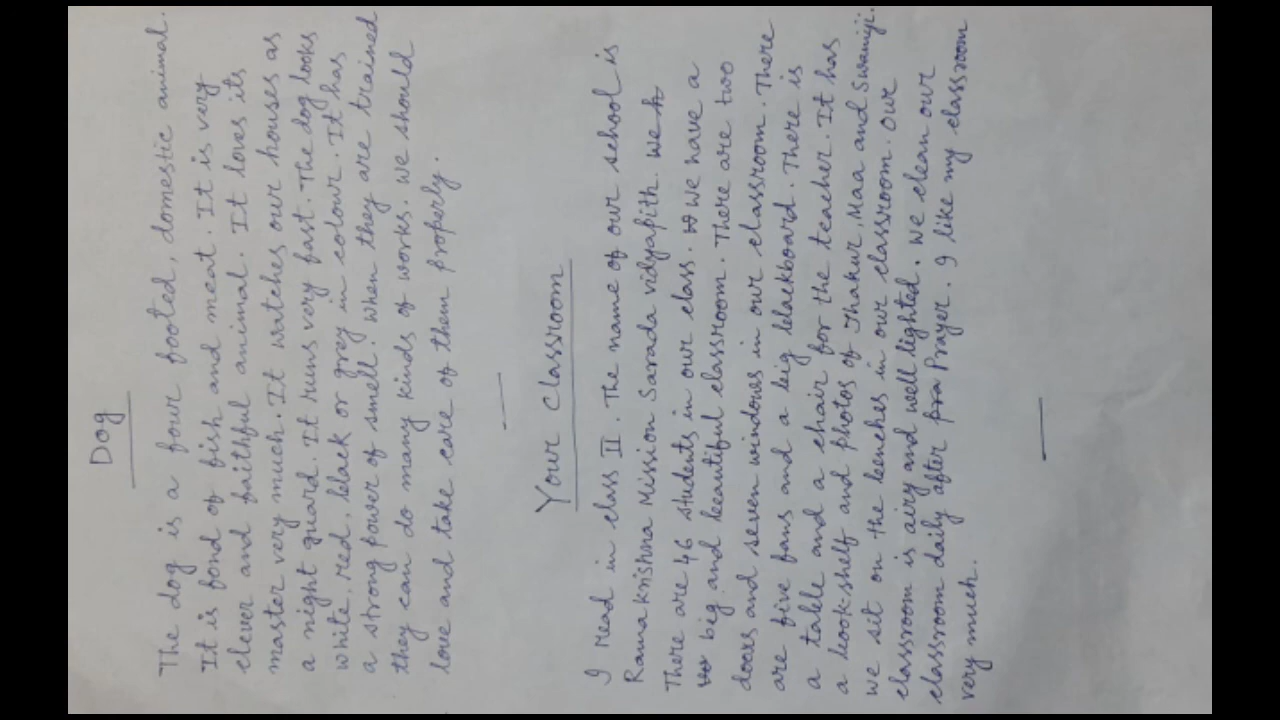 Dog
The dog is a four footed, domestic animal.
It is fond of fish and meat. It is very
clever and faithful animal. It loves its
master very much. It watches our houses as
a night guard. It runs very fast. The dog looks
white, red, black or grey in colour. It has
a strong power of smell. When they are trained
they can do many kinds of works. We should
love and take care of them properly.
Your Classroom
I read in class II. The name of our school is
Ramakrishna Mission Sarada vidyapith. We
There are 46 students in our class. We have a
big and beautiful classroom. There are two
doors and seven windows in our classroom. There
are five fans and a big blackboard. There is
a table and a chair for the teacher. It has
a book-shelf and photos of Thakur, Maa and Swamiji.
We sit on the benches in our classroom. Our
classroom is airy and well lighted. We clean our
classroom daily after Prayer. I like my classroom
very much.